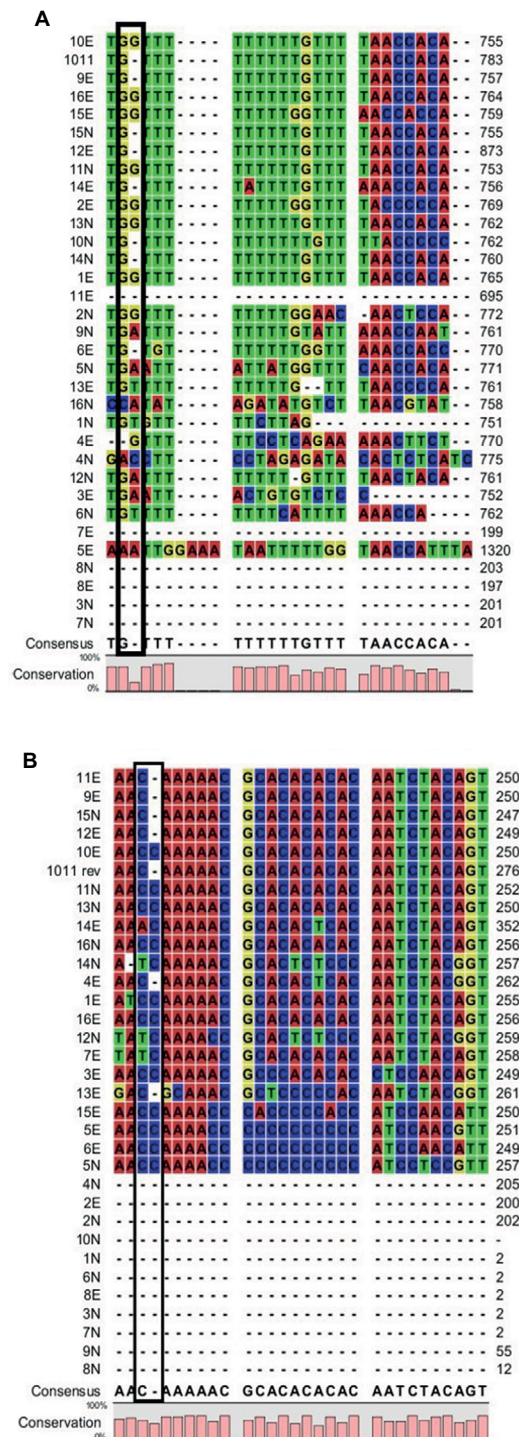 A
10E TGGTTT---- TTTTTTGTTT TAACCACA-- 755
1011 TG-TTT---- TTTTTTGTTT TAACCACA-- 783
9E TG-TTT---- TTTTTTGTTT TAACCACA-- 757
16E TGGTTT---- TTTTTTGTTT TAACCACA-- 764
15E TGGTTT---- TTTTTGGTTT AACCACCA-- 759
15N TG-TTT---- TTTTTTGTTT TAACCACA-- 755
12E TG-TTT---- TTTTTTGTTT TAACCACA-- 873
11N TGGTTT---- TTTTTTGTTT TAACCACA-- 753
14E TG-TTT---- TATTTTGTTT AAACCACA-- 756
2E TGGTTT---- TTTTTGGTTT TACCCCCA-- 769
13N TGGTTT---- TTTTTTGTTT TAACCACA-- 762
10N TG-TTT---- TTTTTTTGTT TTACCCCC-- 762
14N TG-TTT---- TTTTTTGTTT TAACCACA-- 760
1E TGGTTT---- TTTTTTGTTT TAACCACA-- 765
11E ---------- ---------- ---------- 695
2N TGGTTT---- TTTTTGGAAC -AACTCCA-- 772
9N TGATTT---- TTTTTGTATT AAACCAAT-- 761
6E TG-TGT---- TTTTTTGGTT AAACCACC-- 770
5N TGAATT---- ATTATGGTTT CAACCACA-- 771
13E TGTTTT---- TTTTTG--TT TAACCCCA-- 761
16N CCATAT---- AGATATGTCT TAACGTAT-- 758
1N TGTGTT---- TTCTTAG--- ---------- 751
4E --GTTT---- TTCCTCAGAA AAACTTCT-- 770
4N GACCTT---- CCTAGAGATA CACTCTCATC 775
12N TGATTT---- TTTTT-GTTT TAACTACA-- 761
3E TGAATT---- ACTGTGTCTC C--------- 752
6N TGTTTT---- TTTTCATTTT AAACCA---- 762
7E ---------- ---------- ---------- 199
5E AAATTGGAAA TAATTTTTGG TAACCATTTA 1320
8N ---------- ---------- ---------- 203
8E ---------- ---------- ---------- 197
3N ---------- ---------- ---------- 201
7N ---------- ---------- ---------- 201
Consensus TG-TTT---- TTTTTTGTTT TAACCACA--
100%
Conservation
0%
B
11E AAC-AAAAAC GCACACACAC AATCTACAGT 250
9E AAC-AAAAAC GCACACACAC AATCTACAGT 250
15N AAC-AAAAAC GCACACACAC AATCTACAGT 247
12E AAC-AAAAAC GCACACACAC AATCTACAGT 249
10E AACCAAAAAC GCACACACAC AATCTACAGT 250
1011 rev AAC-AAAAAC GCACACACAC AATCTACAGT 276
11N AACCAAAAAC GCACACACAC AATCTACAGT 252
13N AACCAAAAAC GCACACACAC AATCTACAGT 250
14E AAACAAAAAC GCACACTCAC AATCTACAGT 352
16N AACCAAAAAC GCACACACAC AATCTACAGT 256
14N A-TCAAAAAC GCACTCTCCC AATCTACGGT 257
4E AAC-AAAAAC GCACACTCAC AATCTACAGT 262
1E ATCCAAAAAC GCACACACAC AATCTACAGT 255
16E AACCAAAAAC GCACACACAC AATCTACAGT 256
12N TATCAAAACC GCACTCTCCC AATCTACGGT 259
7E TATCAAAAAC GCACACACAC AATCTACAGT 258
3E AACCAAAAAC GCCACACACC CTCCAACAGT 249
13E GAC-GCAAAC GCTCCCCCAC AATCTACGGT 261
15E AACCAAAACC CACCCCCACC ATCCAACATT 250
5E AACCAAAACC CCCCCCCCCC ATCCAACAGT 251
6E AACCAAAACC CCCCCCCCCC ATCCAACATT 249
5N AACCAAAACC CCCCCCCCCC ATCCTCCGTT 257
4N ---------- ---------- ---------- 205
2E ---------- ---------- ---------- 200
2N ---------- ---------- ---------- 202
10N ---------- ---------- ---------- -
1N ---------- ---------- ---------- 2
6N ---------- ---------- ---------- 2
8E ---------- ---------- ---------- 2
3N ---------- ---------- ---------- 2
7N ---------- ---------- ---------- 2
9N ---------- ---------- ---------- 55
8N ---------- ---------- ---------- 12
Consensus AAC-AAAAAC GCACACACAC AATCTACAGT
100%
Conservation
0%